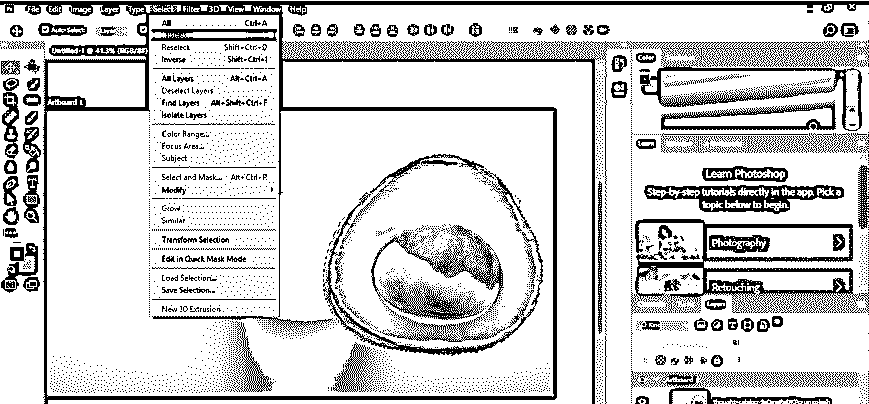 File Edit Image Layer Type Select Filter 3D View Window Help
Auto-Select:
Untitled-1 @ 41.3% (RGB/8#)
All Ctrl+A
Reselect Shift+Ctrl+D
Inverse Shift+Ctrl+I
All Layers Alt+Ctrl+A
Deselect Layers
Find Layers Alt+Shift+Ctrl+F
Isolate Layers
Color Range...
Focus Area...
Subject
Select and Mask... Alt+Ctrl+R
Modify
Grow
Similar
Transform Selection
Edit in Quick Mask Mode
Load Selection...
Save Selection...
New 3D Extrusion
Artboard 1
Color
Learn
Learn Photoshop
Step-by-step tutorials directly in the app. Pick a
topic below to begin.
Photography
Retouching
Layers